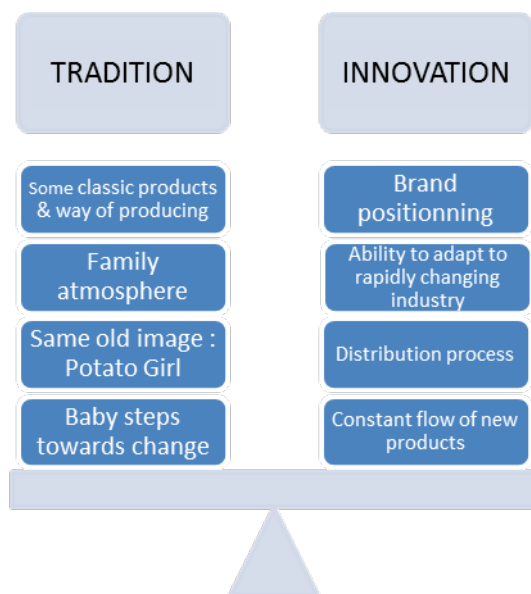 TRADITION
Some classic products
& way of producing
Family
atmosphere
Same old image :
Potato Girl
Baby steps
towards change
INNOVATION
Brand
positionning
Ability to adapt to
rapidly changing
industry
Distribution process
Constant flow of new
products